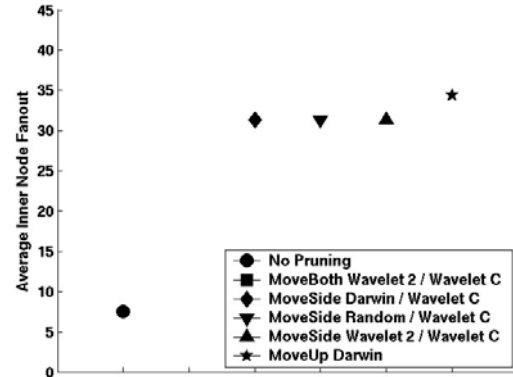 45
40
35
30
25
20
15
10
5
0
Average Inner Node Fanout
No Pruning
MoveBoth Wavelet 2 / Wavelet C
MoveSide Darwin / Wavelet C
MoveSide Random / Wavelet C
MoveSide Wavelet 2 / Wavelet C
MoveUp Darwin